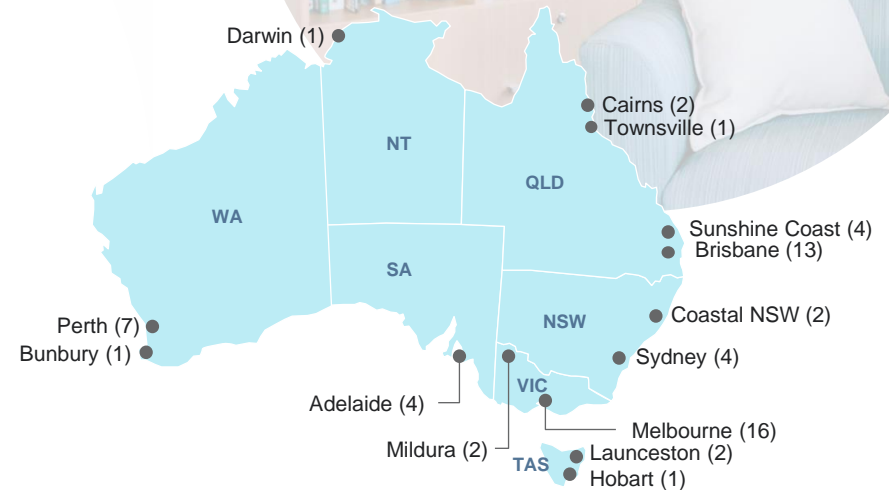 Darwin (1)
Cairns (2)
Townsville (1)
NT
QLD
WA
Sunshine Coast (4)
Brisbane (13)
SA
Perth (7)
NSW
Coastal NSW (2)
Bunbury (1)
Sydney (4)
VIC
Adelaide (4)
Melbourne (16)
Mildura (2)
Launceston (2)
TAS
Hobart (1)